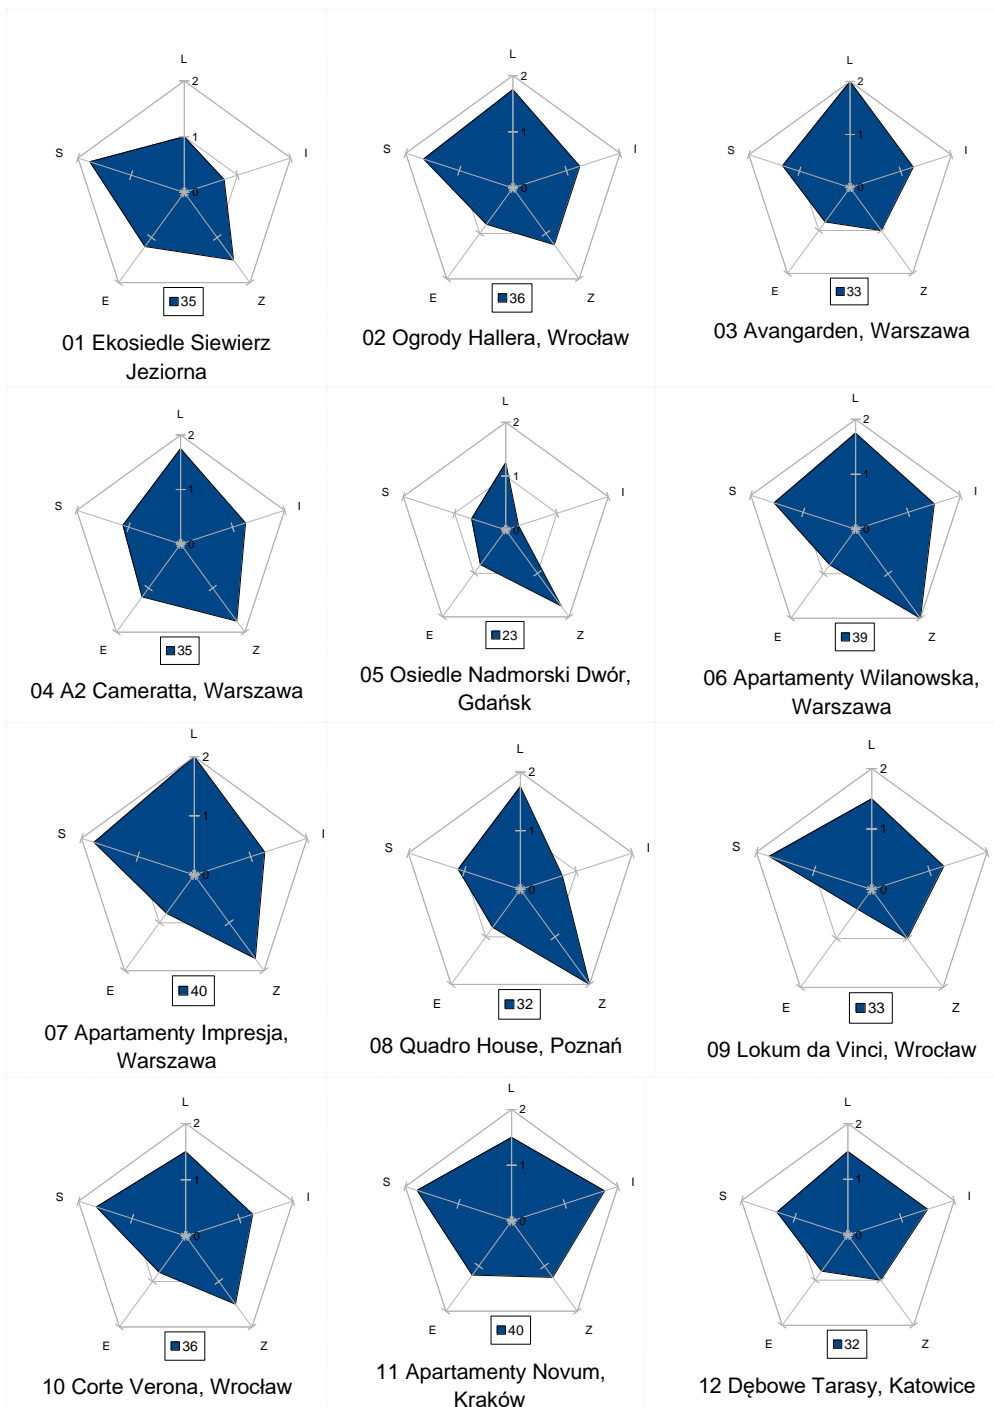 L
2
S
1
I
0
E
Z
35
01 Ekosiedle Siewierz
Jeziorna
L
2
S
1
I
0
E
Z
36
02 Ogrody Hallera, Wrocław
L
2
S
1
I
0
E
Z
33
03 Avangarden, Warszawa
L
2
S
1
I
0
E
Z
35
04 A2 Cameratta, Warszawa
L
2
S
1
I
0
E
Z
23
05 Osiedle Nadmorski Dwór,
Gdańsk
L
2
S
1
I
0
E
Z
39
06 Apartamenty Wilanowska,
Warszawa
L
2
S
1
I
0
E
Z
40
07 Apartamenty Impresja,
Warszawa
L
2
S
1
I
0
E
Z
32
08 Quadro House, Poznań
L
2
S
1
0
E
Z
33
09 Lokum da Vinci, Wrocław
L
2
S
1
I
0
E
Z
36
10 Corte Verona, Wrocław
L
2
S
1
I
0
E
Z
40
11 Apartamenty Novum,
Kraków
L
2
S
1
I
0
E
Z
32
12 Dębowe Tarasy, Katowice